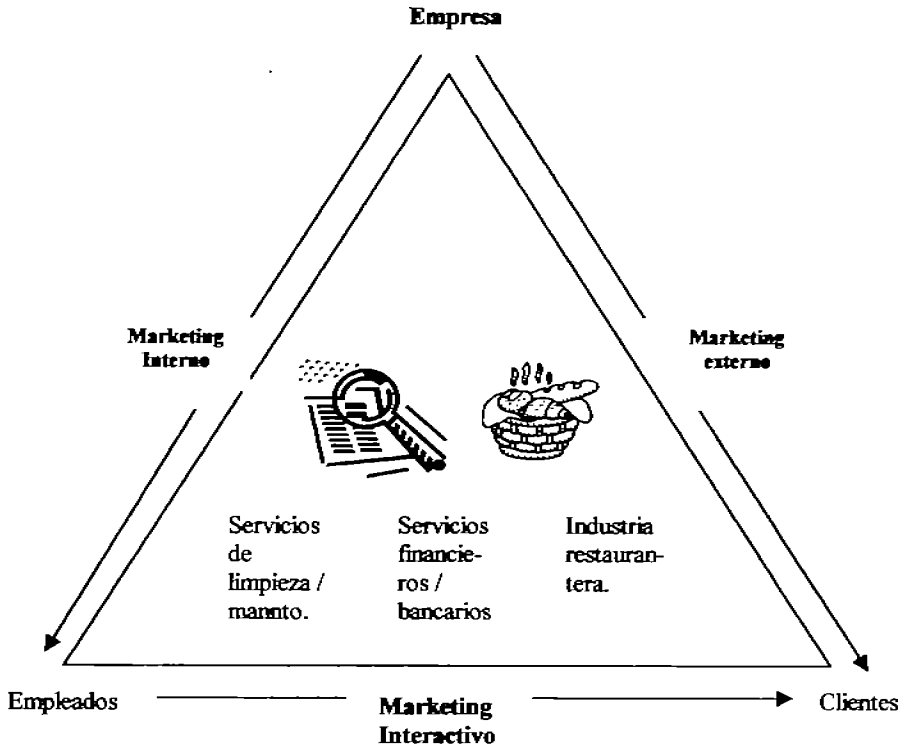 Empresa
Marketing
Interno
Marketing
externo
Servicios
de
limpieza /
mannto.
Servicios
financie-
ros /
bancarios
Industria
restauran-
tera.
Empleados
Marketing
Interactivo
Clientes